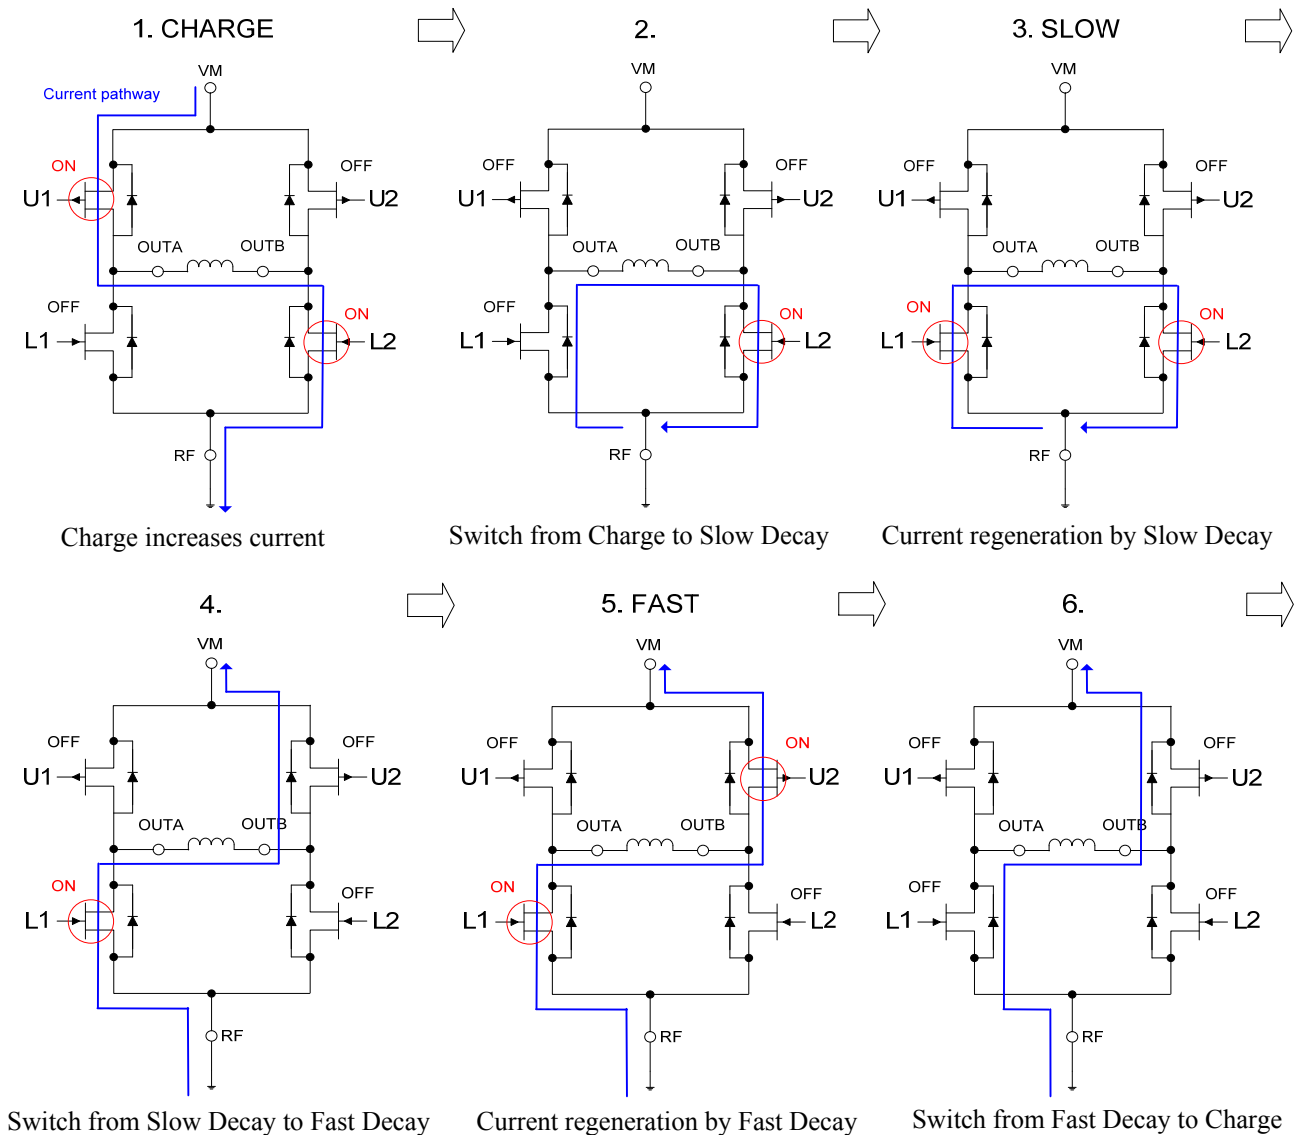 1. CHARGE
2.
3. SLOW
VM
VM
VM
Current pathway
ON
OFF
OFF
OFF
OFF
OFF
U1
U2
U1
U2
U1
U2
OUTA
OUTB
OUTA
OUTB
OUTA
OUTB
OFF
ON
OFF
ON
ON
ON
L1
L2
L1
L2
L1
L2
RF
RF
RF
Charge increases current
Switch from Charge to Slow Decay
Current regeneration by Slow Decay
4.
5. FAST
6.
VM
VM
VM
OFF
OFF
OFF
ON
OFF
OFF
U1
U2
U1
U2
U1
U2
OUTA
OUTB
OUTA
OUTB
OUTA
OUTB
ON
OFF
ON
OFF
OFF
OFF
L1
L2
L1
L2
L1
L2
RF
RF
RF
Switch from Slow Decay to Fast Decay
Current regeneration by Fast Decay
Switch from Fast Decay to Charge